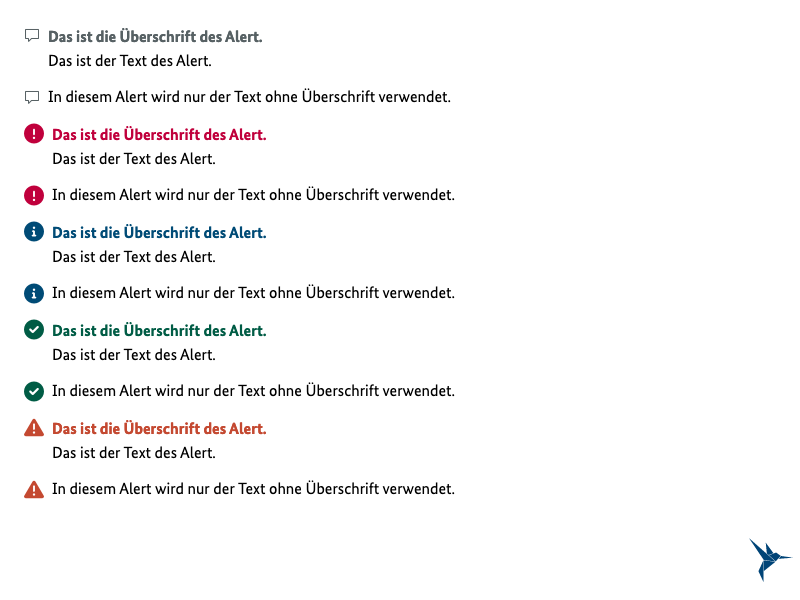 Das ist die Überschrift des Alert.
Das ist der Text des Alert.
In diesem Alert wird nur der Text ohne Überschrift verwendet.
Das ist die Überschrift des Alert.
Das ist der Text des Alert.
In diesem Alert wird nur der Text ohne Überschrift verwendet.
Das ist die Überschrift des Alert.
Das ist der Text des Alert.
In diesem Alert wird nur der Text ohne Überschrift verwendet.
Das ist die Überschrift des Alert.
Das ist der Text des Alert.
In diesem Alert wird nur der Text ohne Überschrift verwendet.
Das ist die Überschrift des Alert.
Das ist der Text des Alert.
In diesem Alert wird nur der Text ohne Überschrift verwendet.